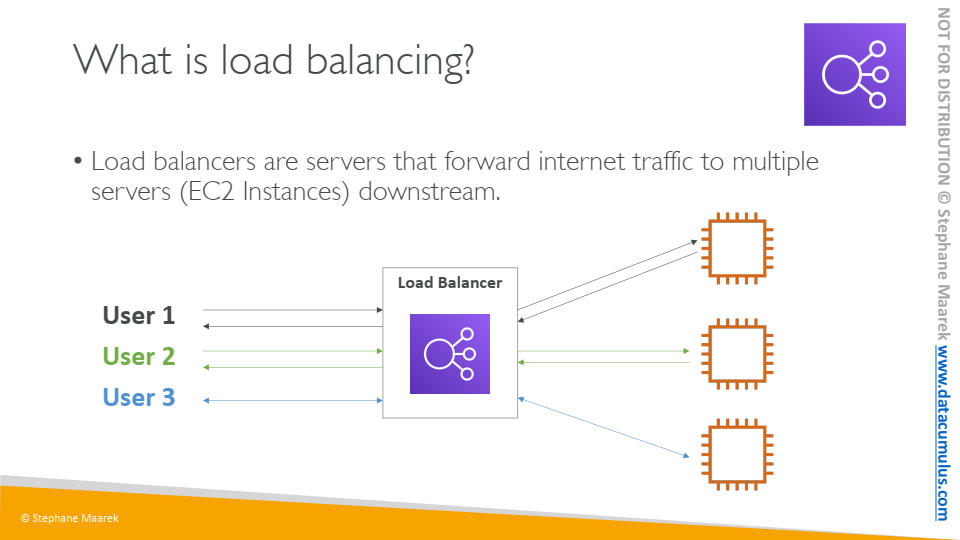 What is load balancing?
• Load balancers are servers that forward internet traffic to multiple
servers (EC2 Instances) downstream.
Load Balancer
User 1
User 2
User 3
© Stephane Maarek
NOT FOR DISTRIBUTION © Stephane Maarek www.datacumulus.com